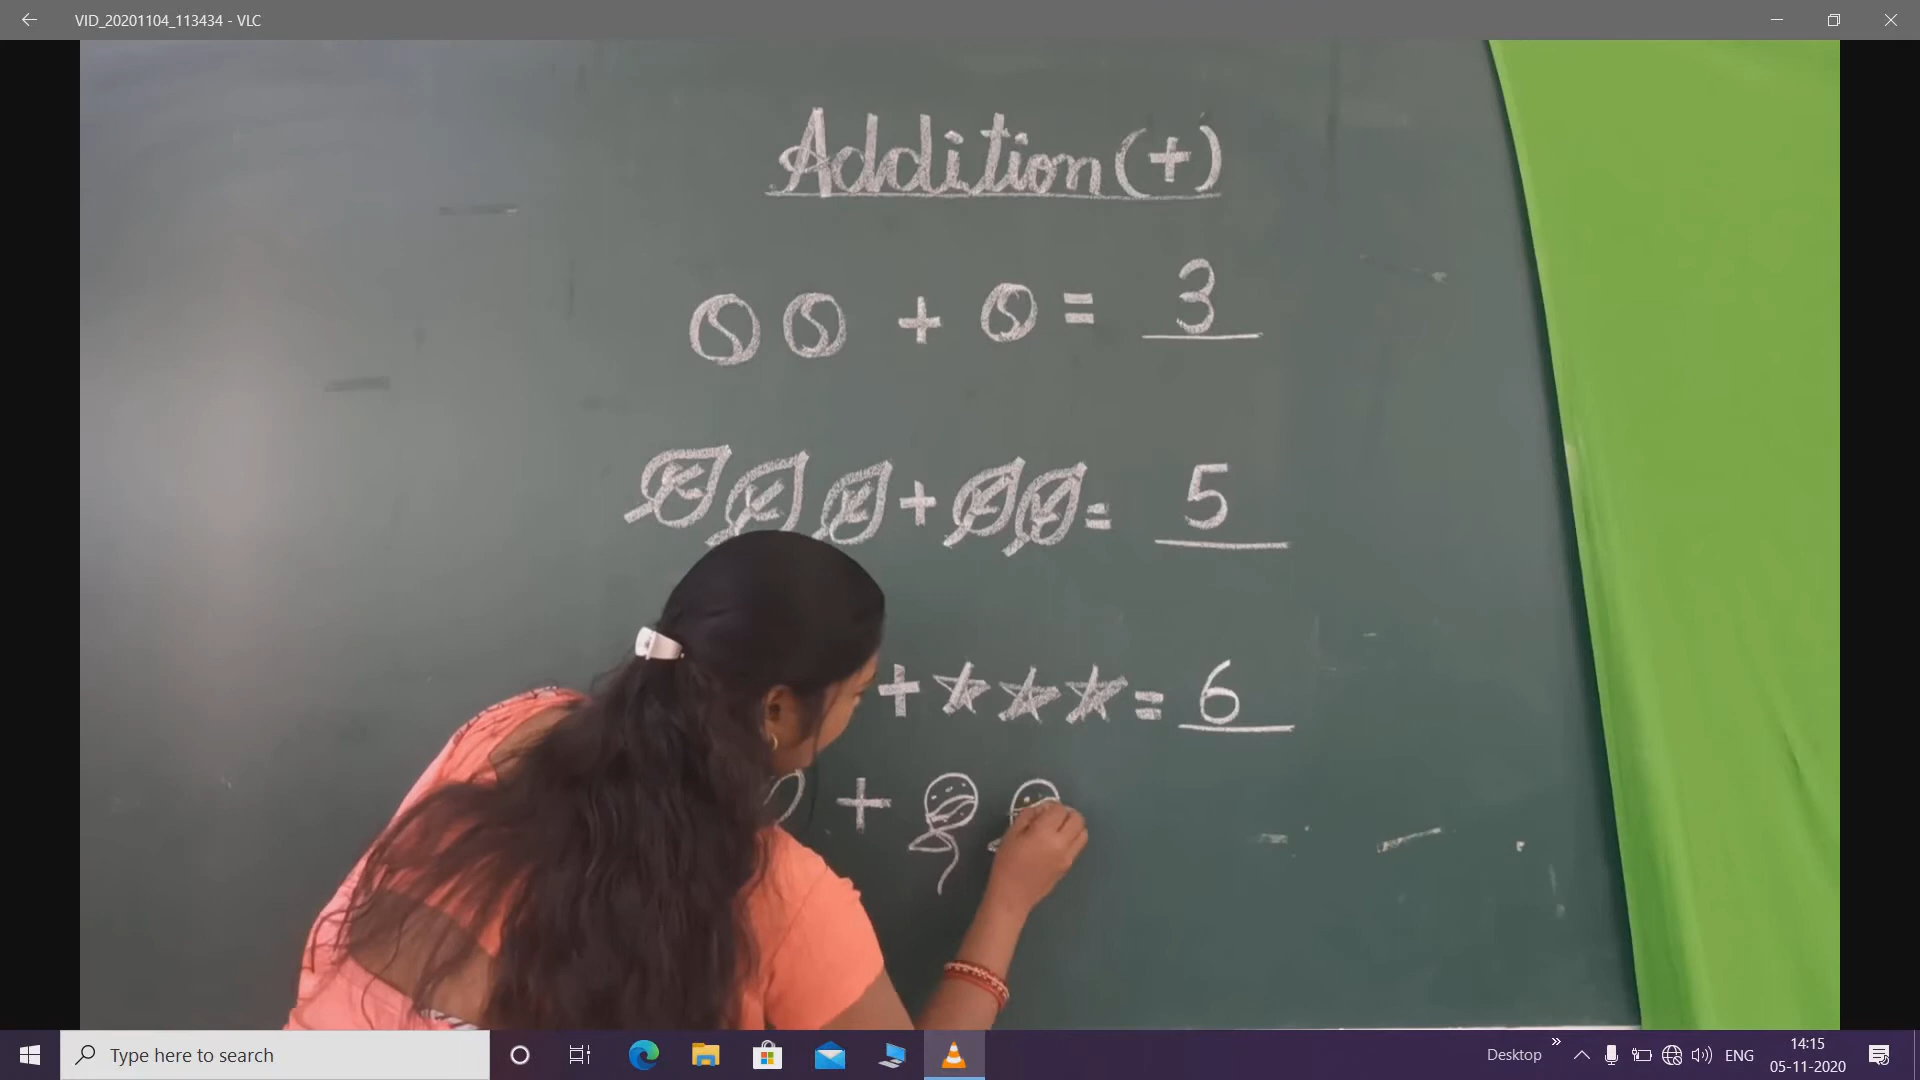 VID_20201104_113434 - VLC
Addition (+)
+ = 3
+ = 5
+ = 6
+
Type here to search
Desktop
ENG
14:15
05-11-2020